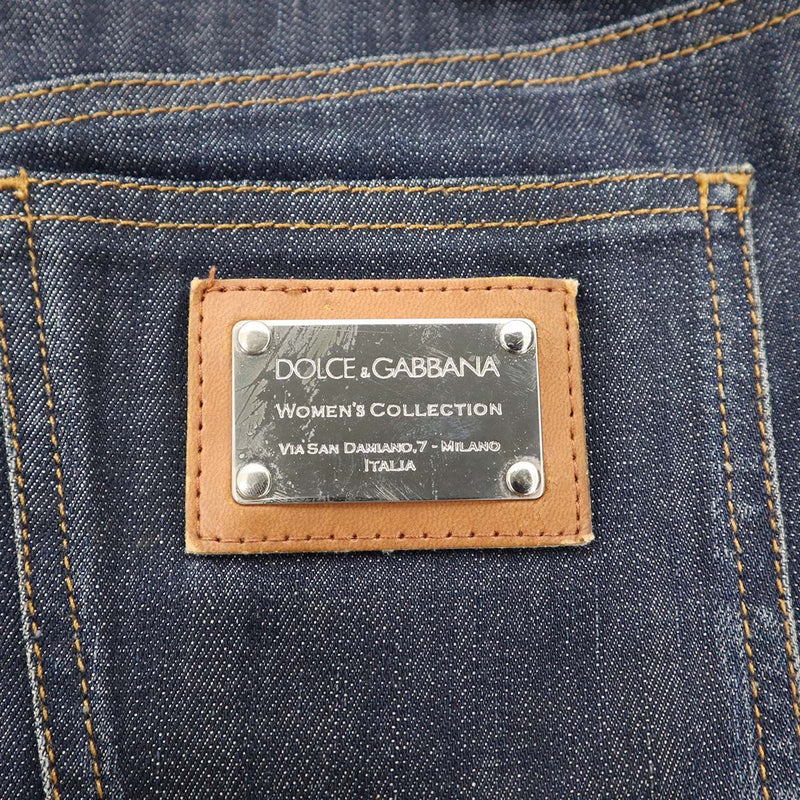 DOLCE & GABBANA
WOMEN'S COLLECTION
VIA SAN DAMIANO,7 - MILANO
ITALIA